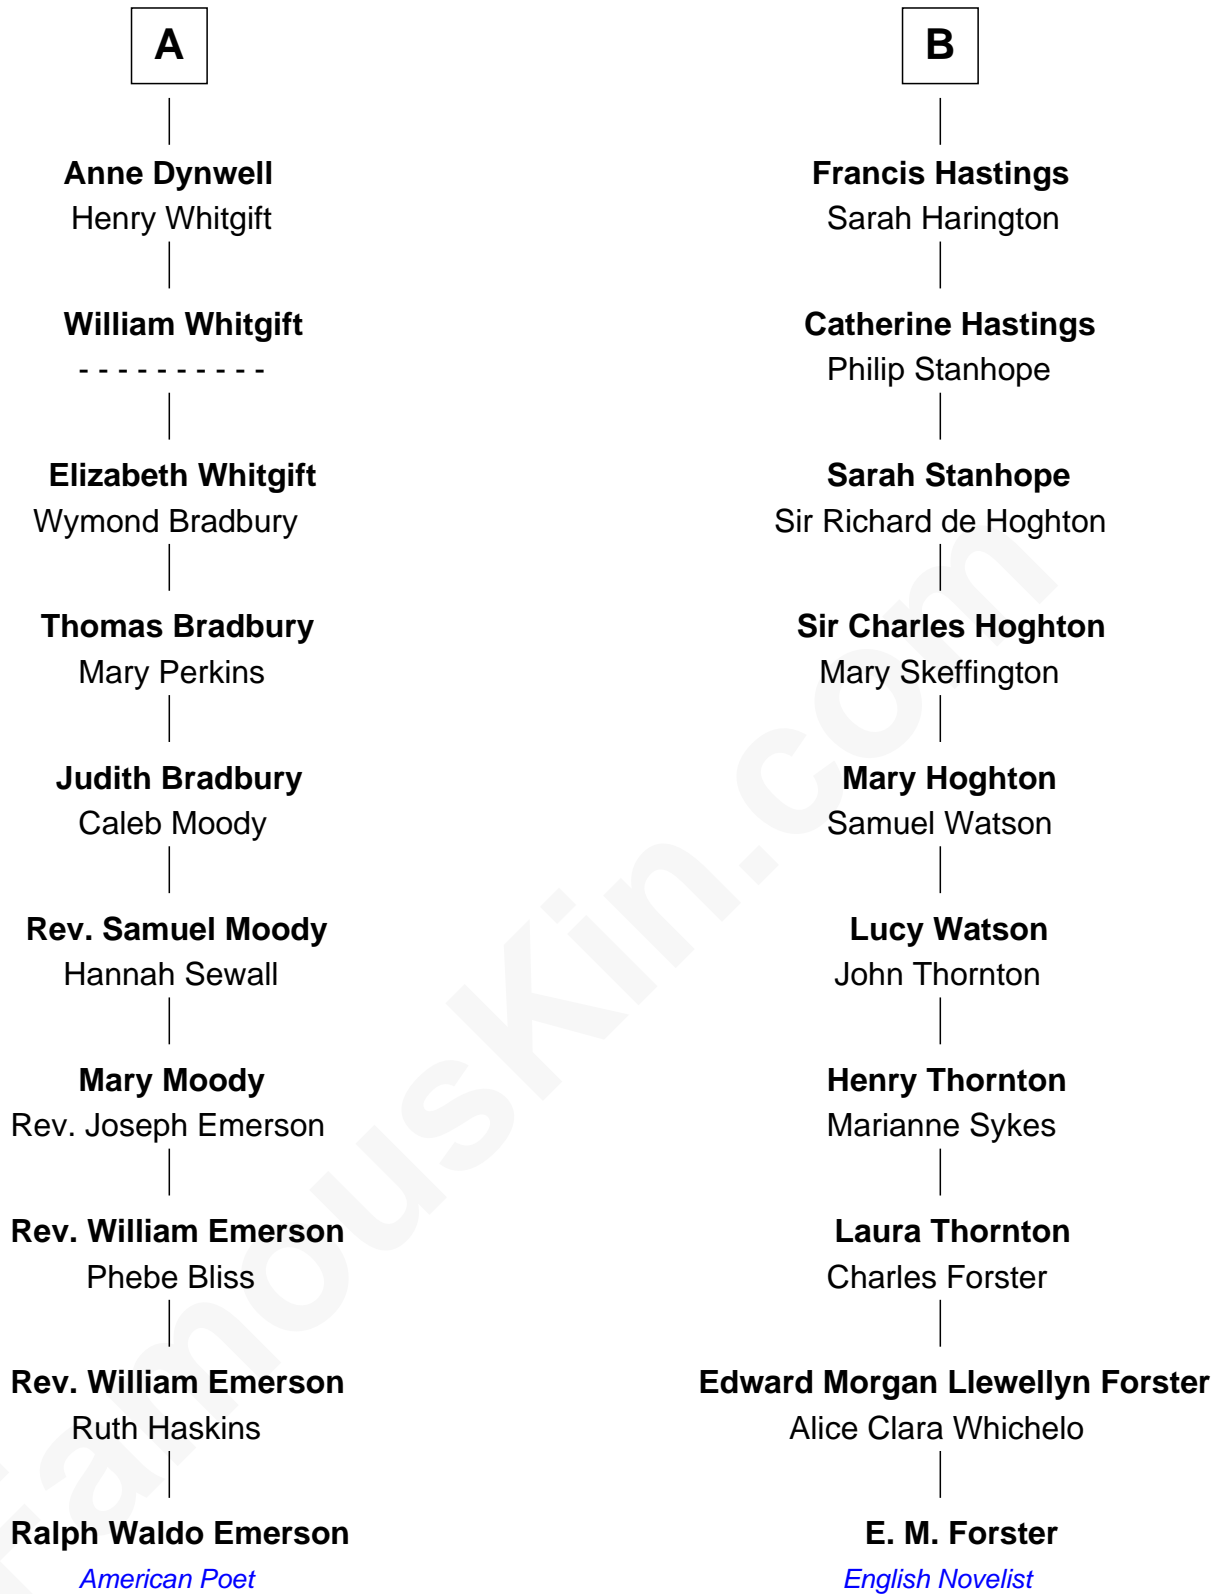 A
Anne Dynwell
Henry Whitgift
William Whitgift
- - - - - - - - - -
Elizabeth Whitgift
Wymond Bradbury
Thomas Bradbury
Mary Perkins
Judith Bradbury
Caleb Moody
Rev. Samuel Moody
Hannah Sewall
Mary Moody
Rev. Joseph Emerson
Rev. William Emerson
Phebe Bliss
Rev. William Emerson
Ruth Haskins
Ralph Waldo Emerson
American Poet
B
Francis Hastings
Sarah Harington
Catherine Hastings
Philip Stanhope
Sarah Stanhope
Sir Richard de Hoghton
Sir Charles Hoghton
Mary Skeffington
Mary Hoghton
Samuel Watson
Lucy Watson
John Thornton
Henry Thornton
Marianne Sykes
Laura Thornton
Charles Forster
Edward Morgan Llewellyn Forster
Alice Clara Whichelo
E. M. Forster
English Novelist
FamousKin.com